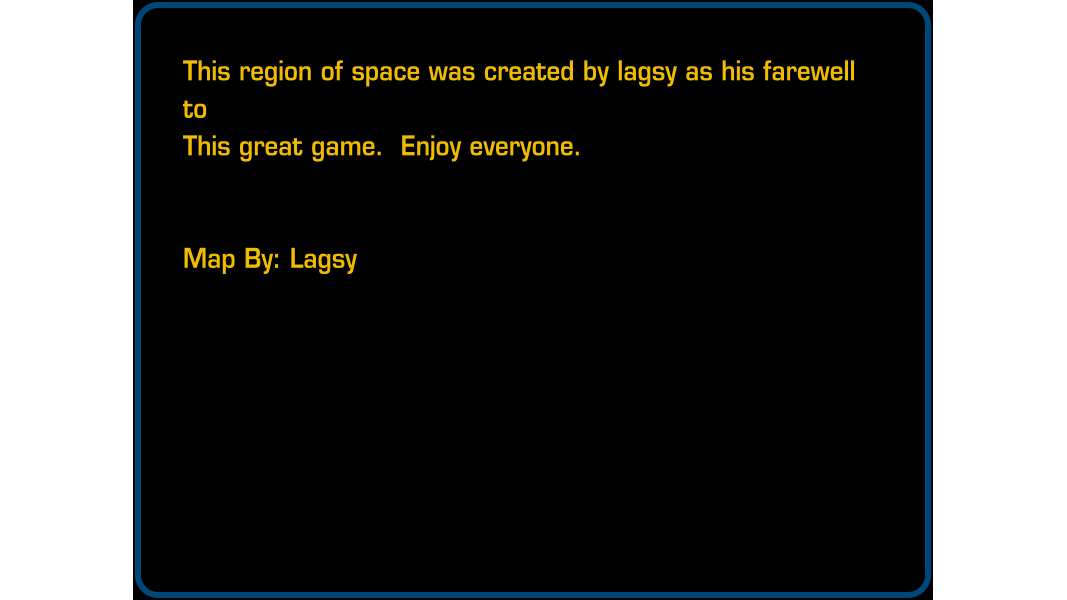 This region of space was created by lagsy as his farewell
to
This great game.  Enjoy everyone.
Map By: Lagsy